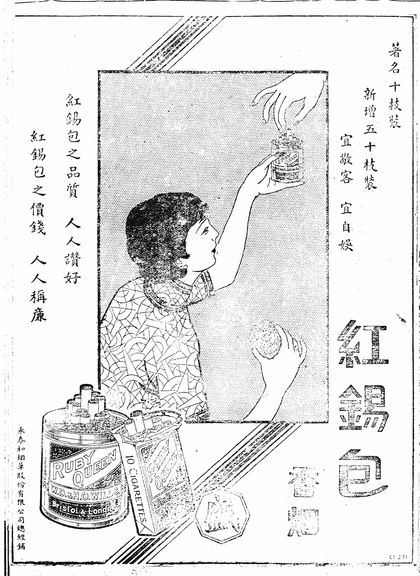 著名十枝裝
新增五十枝裝
宜敬客 宜自娛
紅錫包
香烟
紅錫包之品質 人人讚好
紅錫包之價錢 人人稱廉
RUBY
QUEEN
W.D.& H.O. WILLS
Bristol & London
10 CIGARETTES
永泰和烟草股份有限公司總經銷